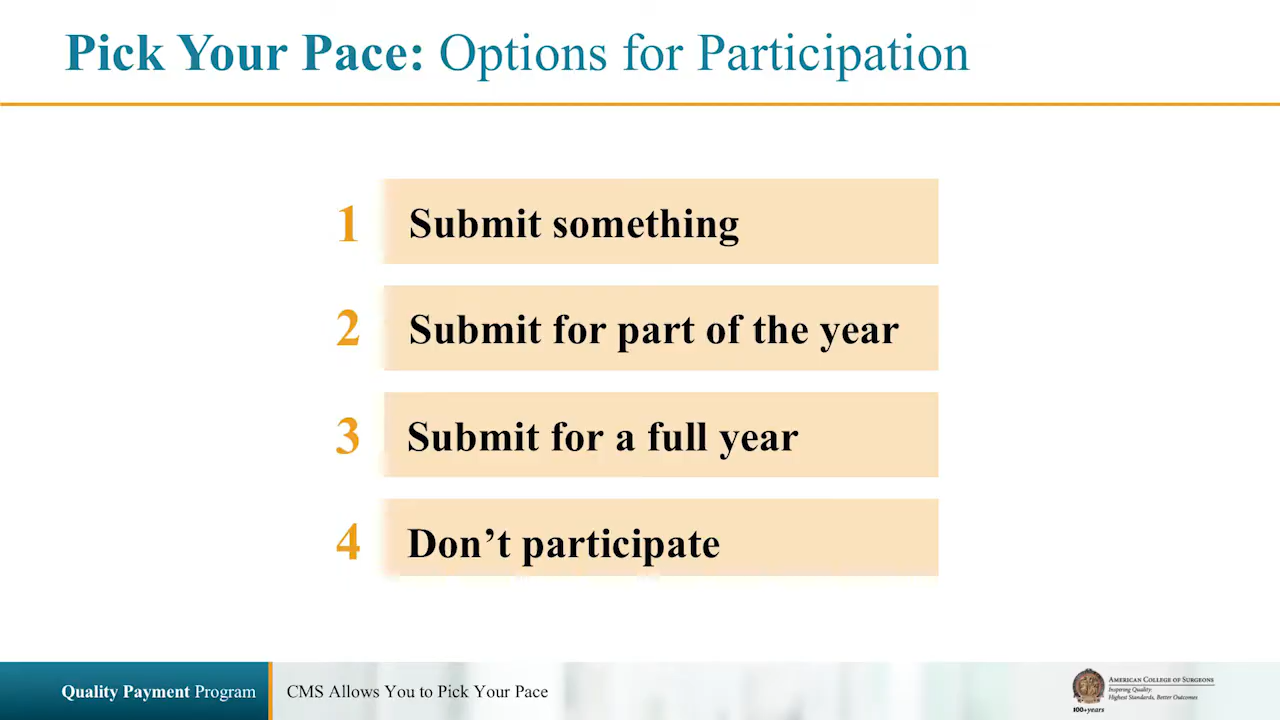 Pick Your Pace: Options for Participation
1 Submit something
2 Submit for part of the year
3 Submit for a full year
4 Don’t participate
Quality Payment Program
CMS Allows You to Pick Your Pace
AMERICAN COLLEGE OF SURGEONS
Inspiring Quality:
Highest Standards, Better Outcomes
100+years